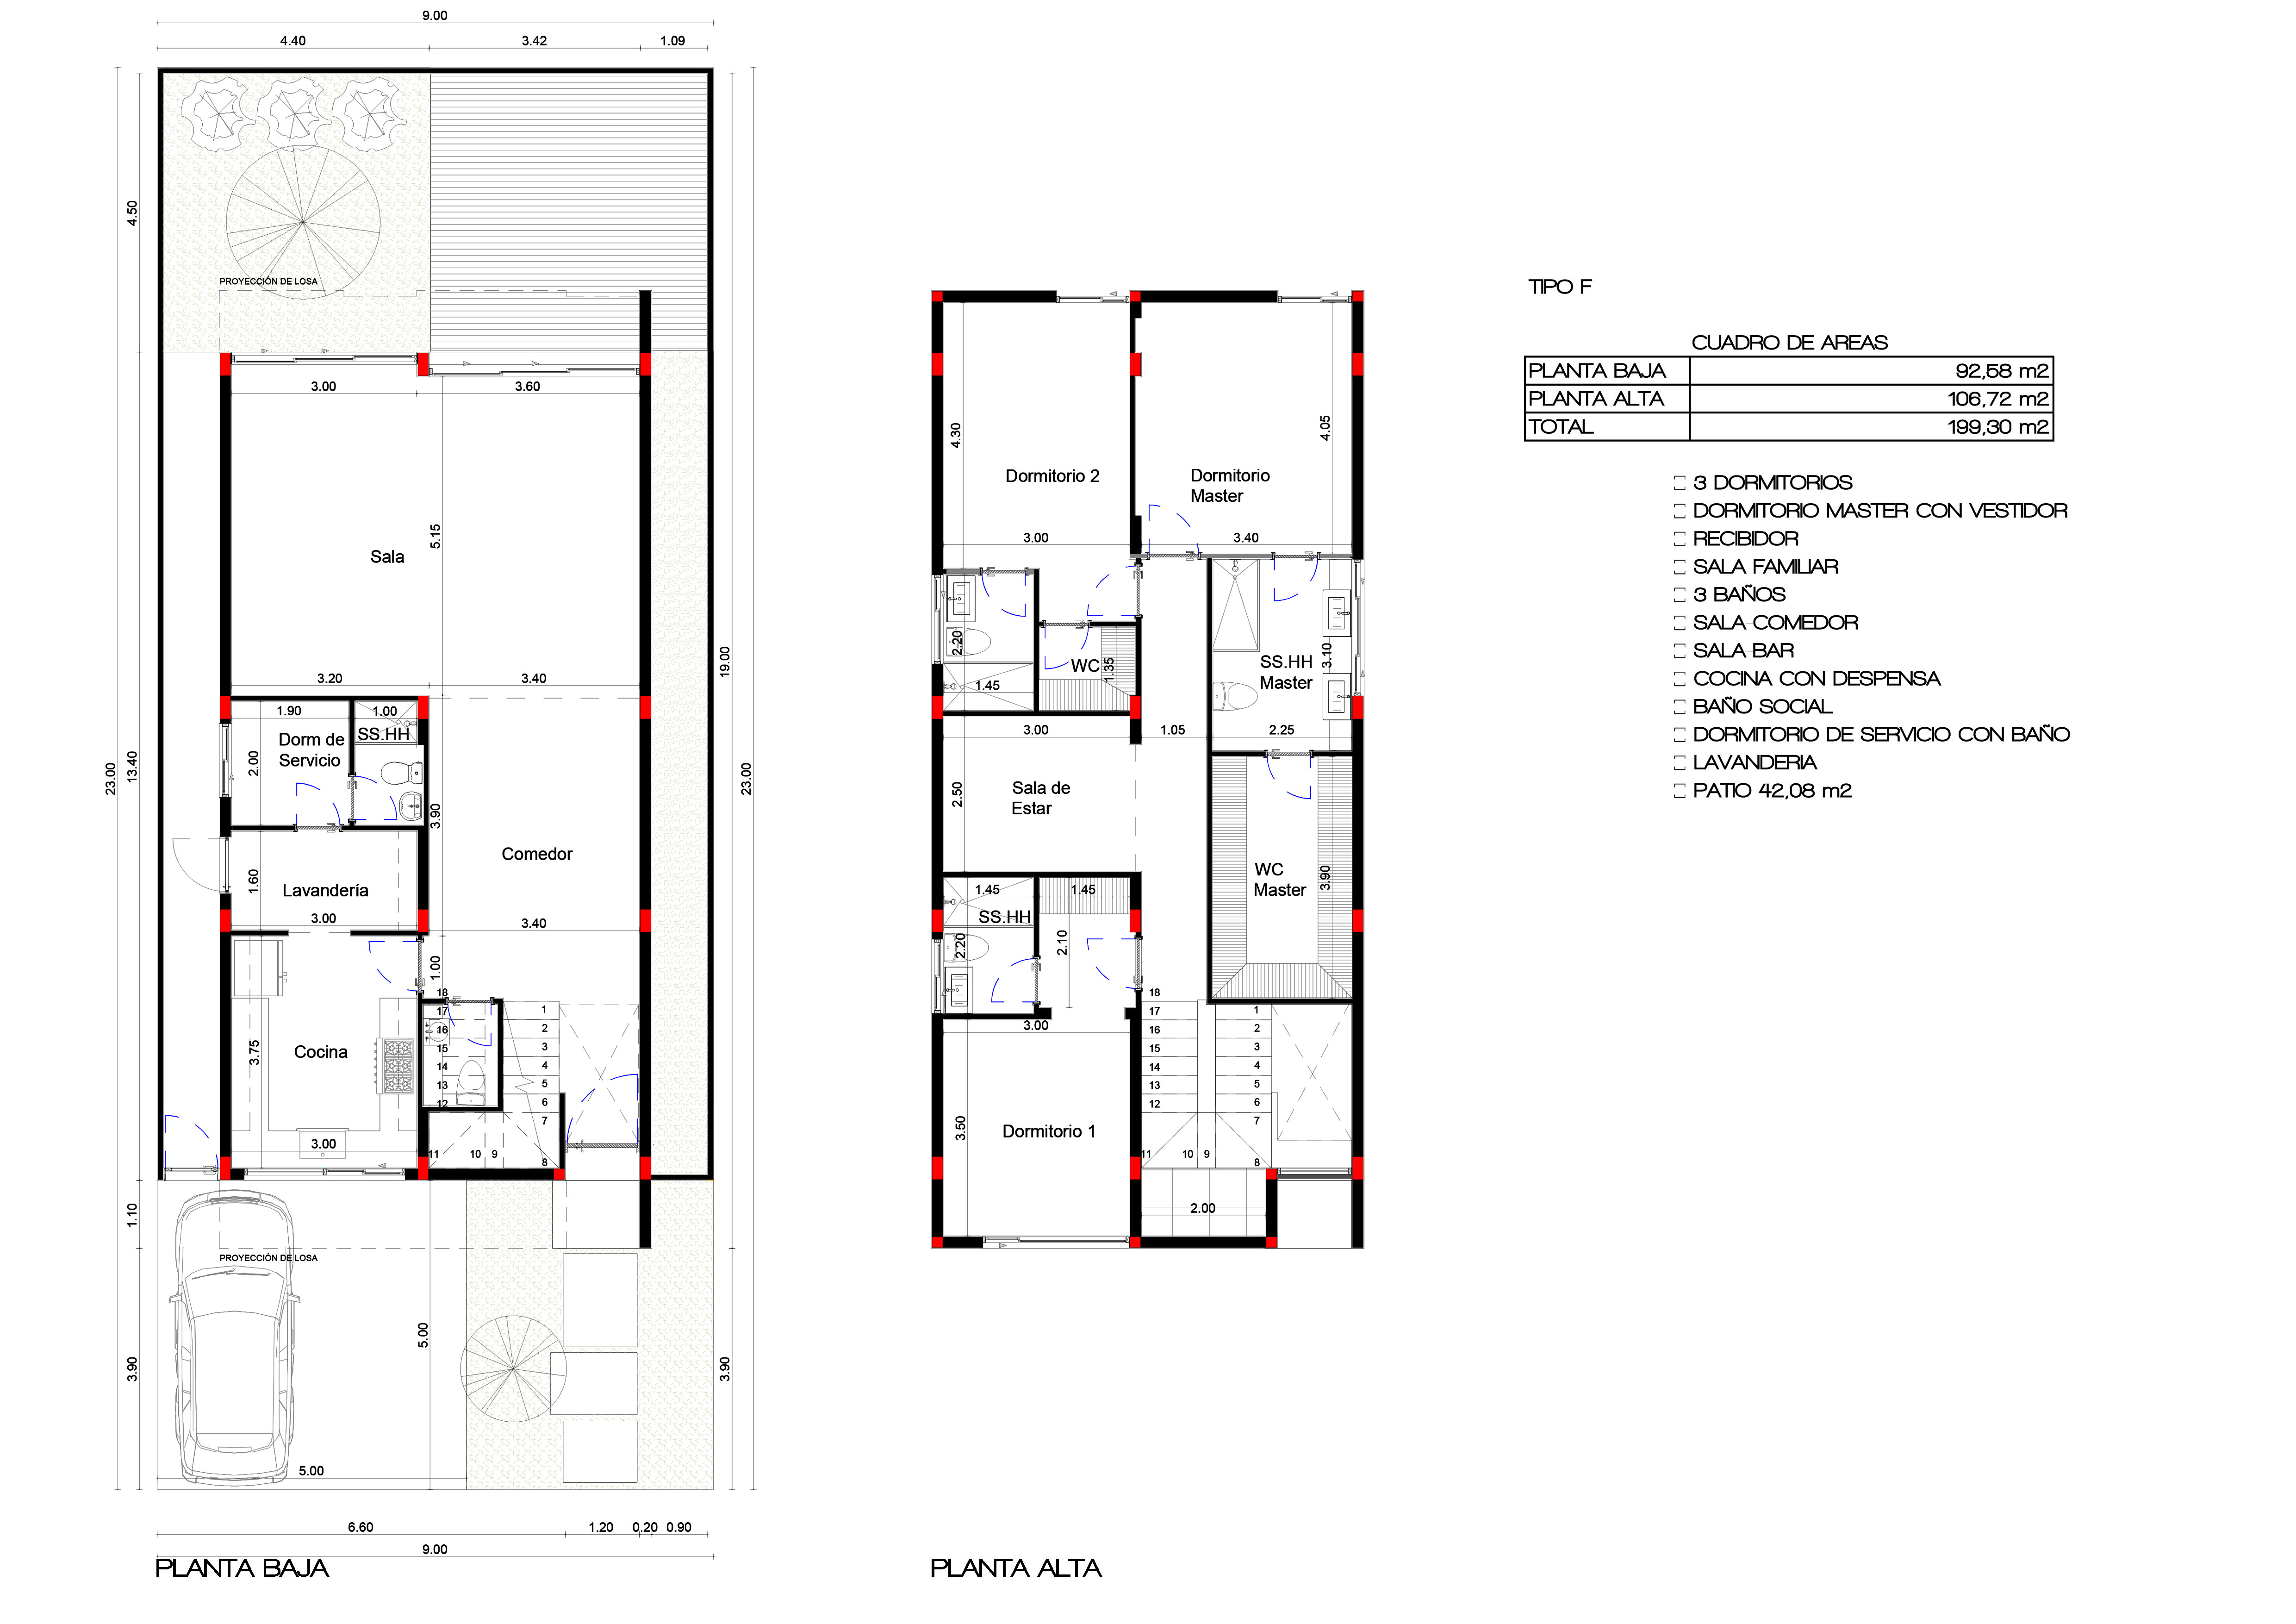 9.00
4.40
3.42
1.09
4.50
PROYECCIÓN DE LOSA
3.00
3.60
5.15
Sala
3.20
3.40
19.00
23.00
13.40
23.00
1.90
1.00
SS.HH
Dorm de
Servicio
2.00
3.90
Comedor
Lavandería
1.60
3.00
3.40
1.00
Cocina
3.75
3.00
18
17
16
15
14
13
12
1
2
3
4
5
6
7
11
10
9
8
1.10
PROYECCIÓN DE LOSA
5.00
3.90
3.90
5.00
6.60
1.20
0.20
0.90
9.00
PLANTA BAJA
4.30
4.05
Dormitorio 2
Dormitorio
Master
3.00
3.40
2.20
WC
1.35
1.45
SS.HH
Master
3.10
3.00
1.05
2.25
Sala de
Estar
2.50
WC
Master
3.90
1.45
1.45
SS.HH
2.20
2.10
3.00
18
17
16
15
14
13
12
1
2
3
4
5
6
7
11
10
9
8
Dormitorio 1
3.50
2.00
PLANTA ALTA
TIPO F
CUADRO DE AREAS
PLANTA BAJA 92,58 m2
PLANTA ALTA 106,72 m2
TOTAL 199,30 m2
3 DORMITORIOS
DORMITORIO MASTER CON VESTIDOR
RECIBIDOR
SALA FAMILIAR
3 BAÑOS
SALA-COMEDOR
SALA-BAR
COCINA CON DESPENSA
BAÑO SOCIAL
DORMITORIO DE SERVICIO CON BAÑO
LAVANDERIA
PATIO 42,08 m2